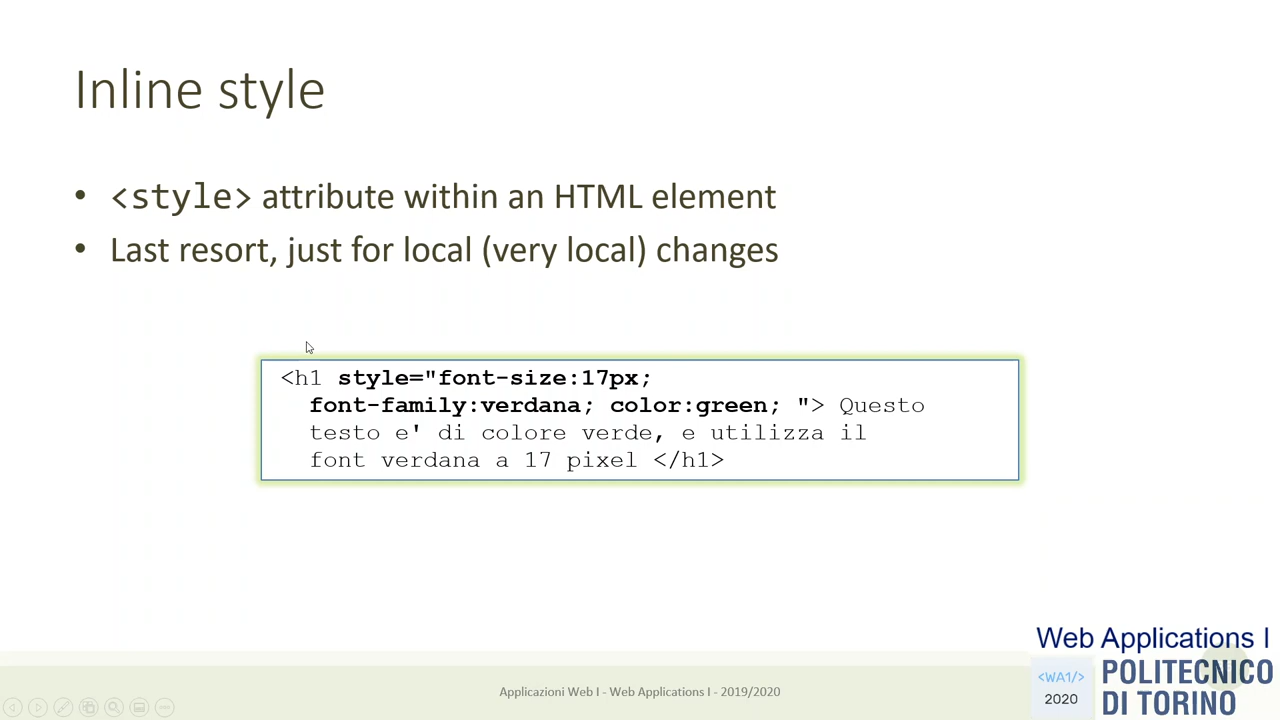 Inline style
• <style> attribute within an HTML element
• Last resort, just for local (very local) changes
<h1 style="font-size:17px;
font-family:verdana; color:green; "> Questo
testo e' di colore verde, e utilizza il
font verdana a 17 pixel </h1>
Web Applications I
<WA1/>
2020
POLITECNICO
DI TORINO
Applicazioni Web I - Web Applications I - 2019/2020